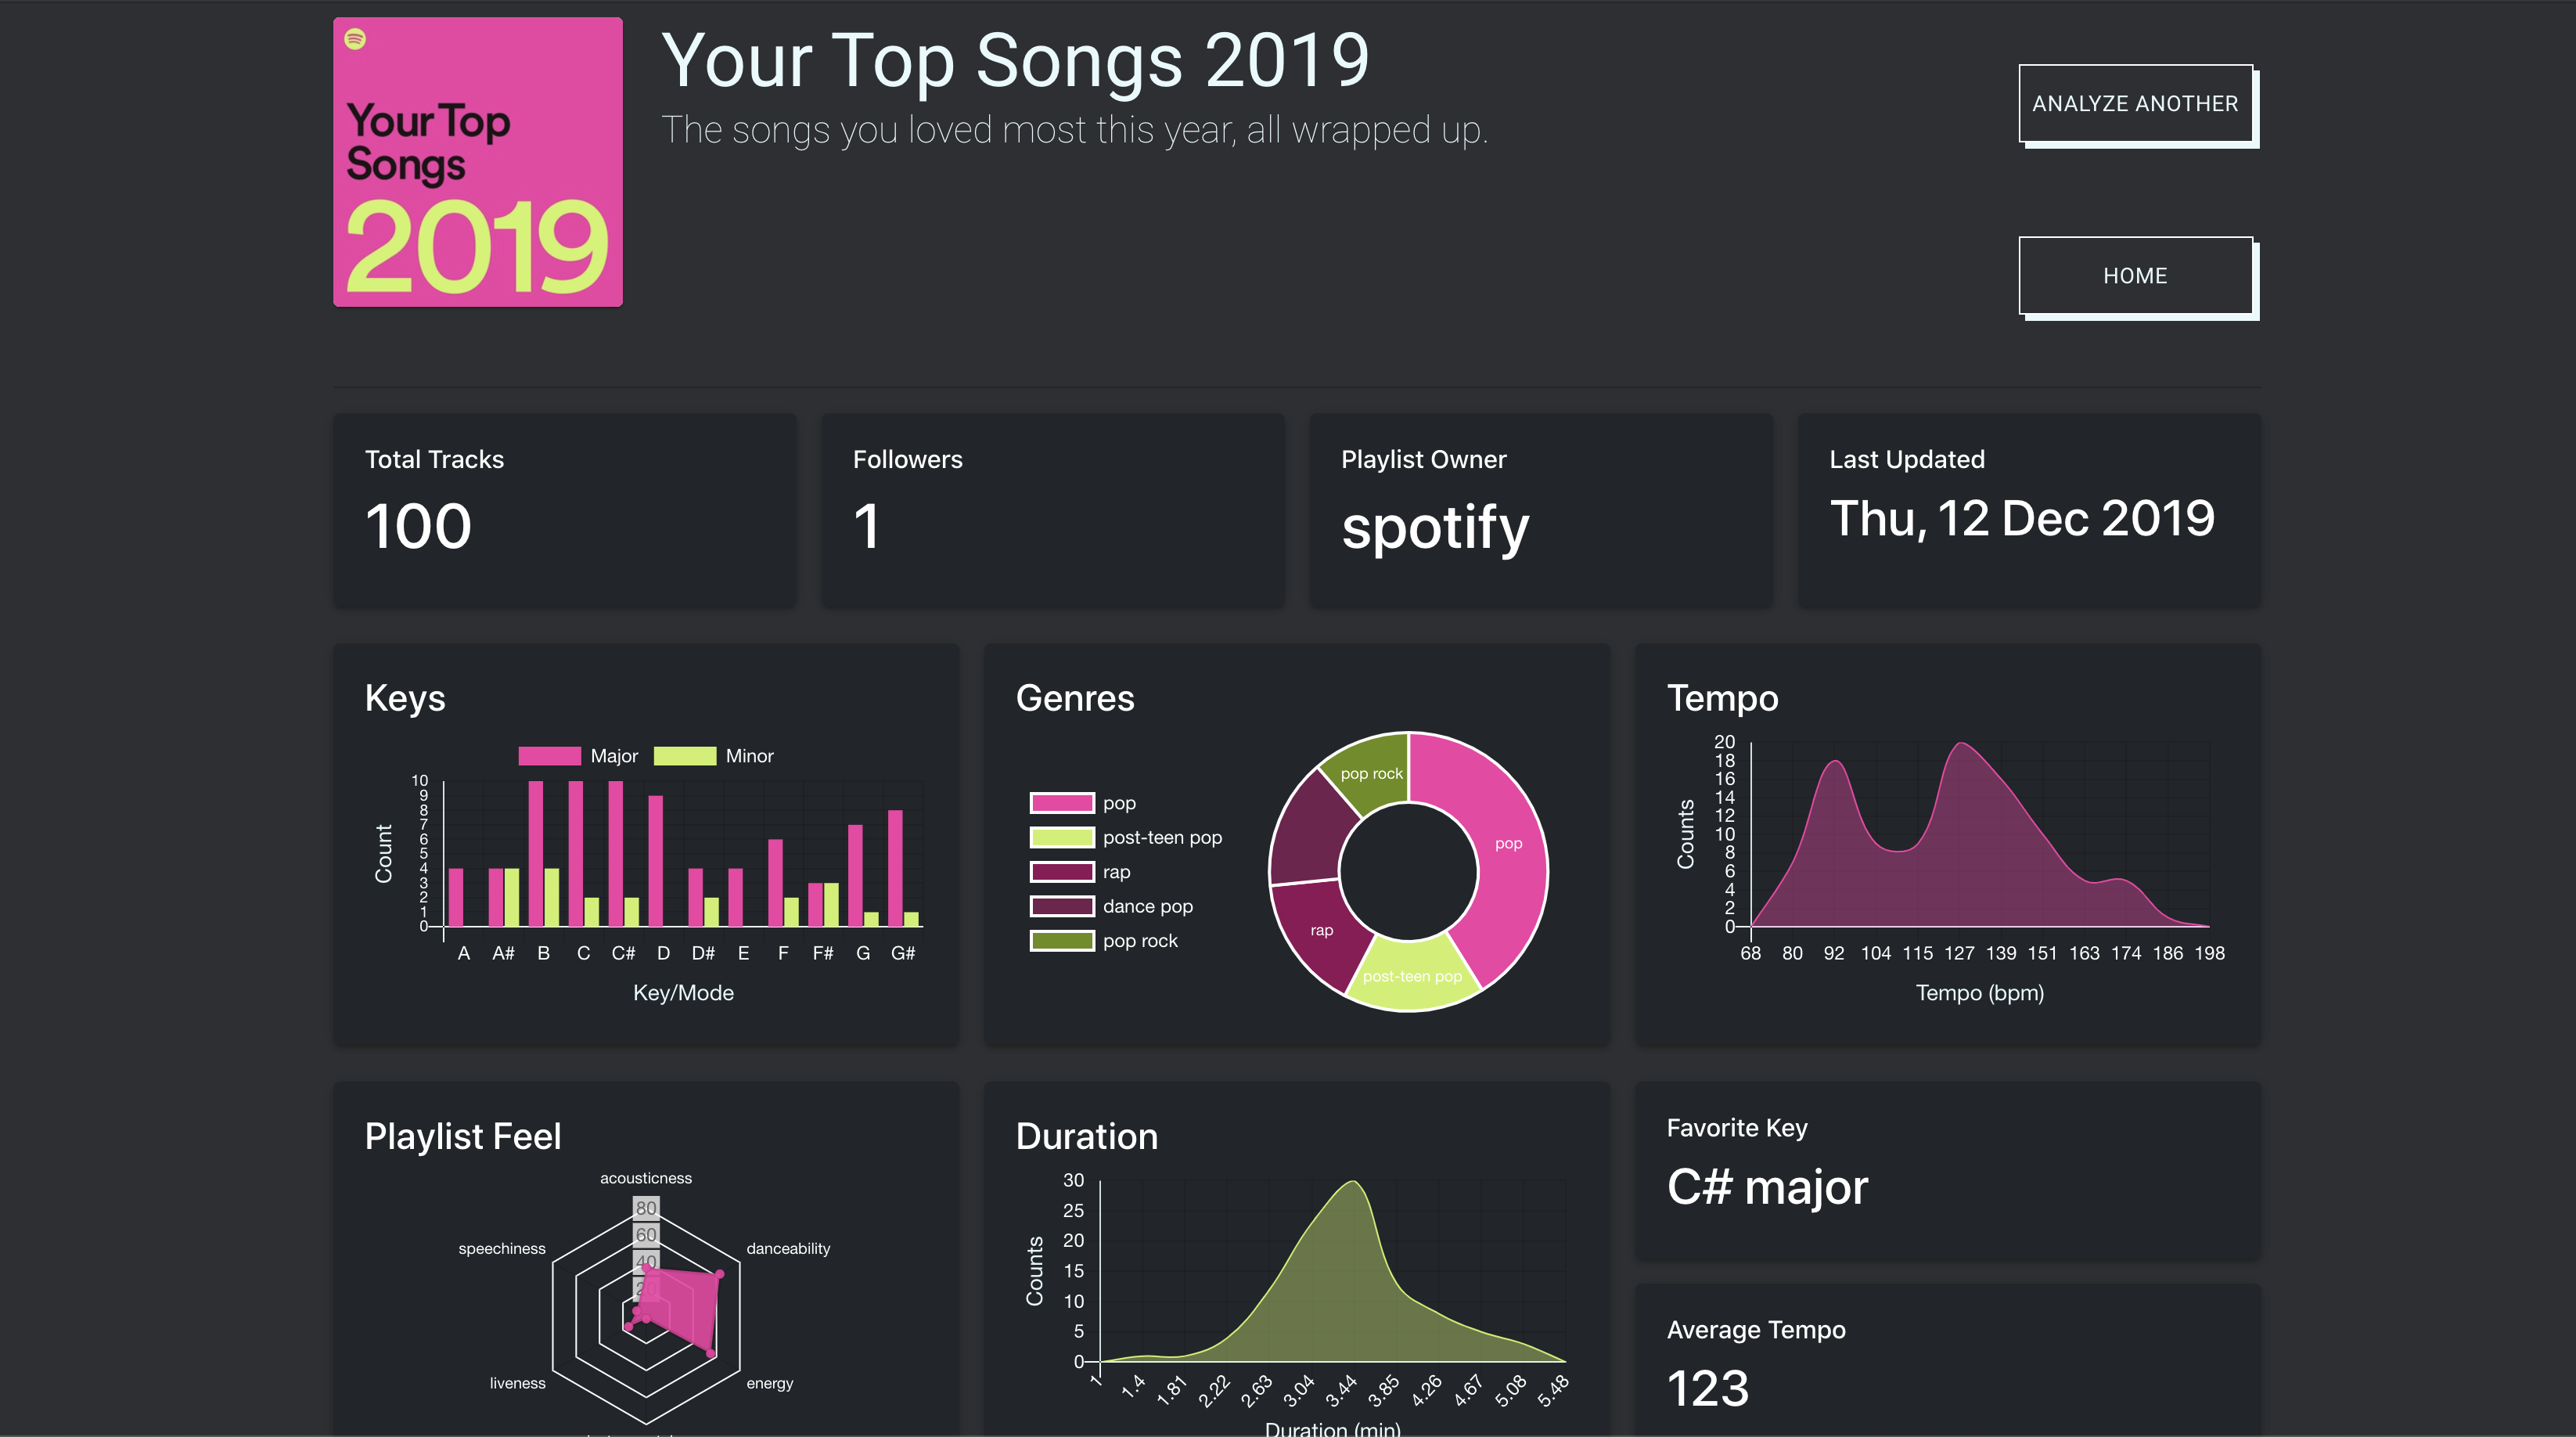 Your Top
Songs
2019
Your Top Songs 2019
The songs you loved most this year, all wrapped up.
ANALYZE ANOTHER
HOME
Total Tracks
100
Followers
1
Playlist Owner
spotify
Last Updated
Thu, 12 Dec 2019
Keys
Major
Minor
Count
10
9
8
7
6
5
4
3
2
1
0
A A# B C C# D D# E F F# G G#
Key/Mode
Genres
pop
post-teen pop
rap
dance pop
pop rock
pop rock
pop
rap
post-teen pop
Tempo
Counts
20
18
16
14
12
10
8
6
4
2
0
68 80 92 104 115 127 139 151 163 174 186 198
Tempo (bpm)
Playlist Feel
acousticness
80
60
40
20
speechiness
danceability
liveness
energy
Duration
Counts
30
25
20
15
10
5
0
1 1.4 1.81 2.22 2.63 3.04 3.44 3.85 4.26 4.67 5.08 5.48
Duration (min)
Favorite Key
C# major
Average Tempo
123